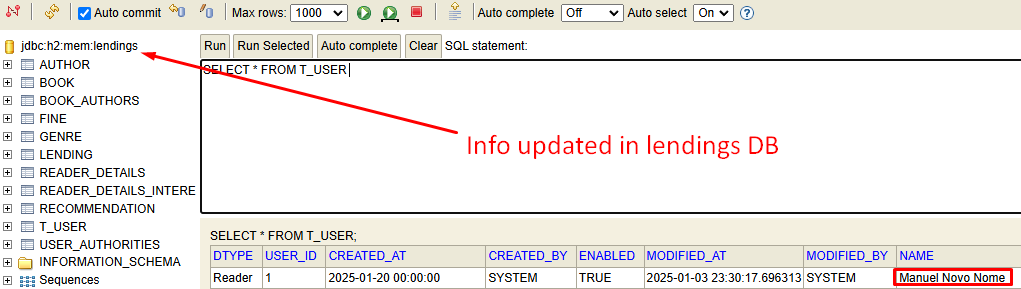 Auto commit Max rows: 1000 Auto complete Off Auto select On
jdbc:h2:mem:lendings
AUTHOR
BOOK
BOOK_AUTHORS
FINE
GENRE
LENDING
READER_DETAILS
READER_DETAILS_INTERE
RECOMMENDATION
T_USER
USER_AUTHORITIES
INFORMATION_SCHEMA
Sequences
Run Run Selected Auto complete Clear SQL statement:
SELECT * FROM T_USER
Info updated in lendings DB
SELECT * FROM T_USER;
DTYPE USER_ID CREATED_AT CREATED_BY ENABLED MODIFIED_AT MODIFIED_BY NAME
Reader 1 2025-01-20 00:00:00 SYSTEM TRUE 2025-01-03 23:30:17.696313 SYSTEM Manuel Novo Nome